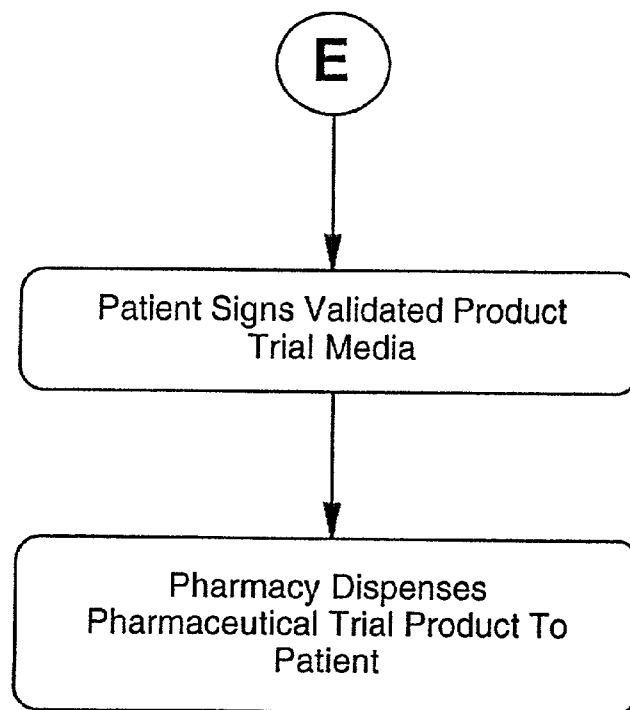 E
Patient Signs Validated Product
Trial Media
Pharmacy Dispenses
Pharmaceutical Trial Product To
Patient